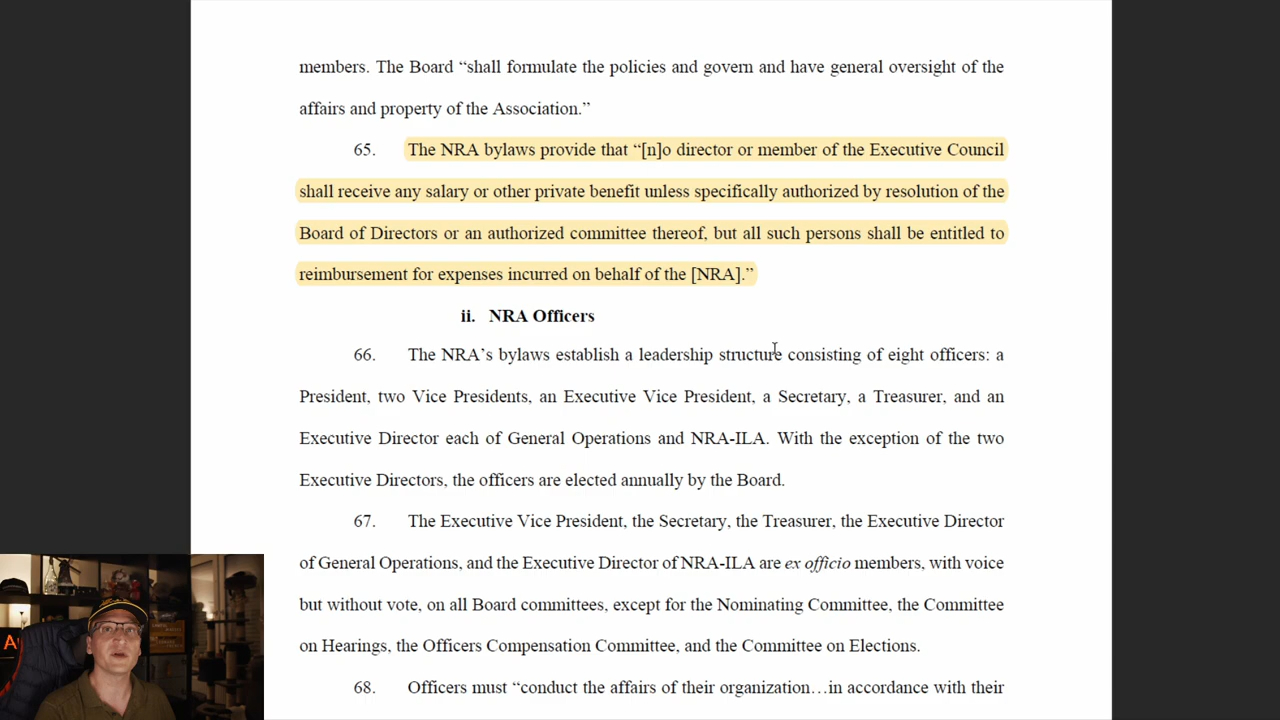 members. The Board “shall formulate the policies and govern and have general oversight of the
affairs and property of the Association.”
65. The NRA bylaws provide that “[n]o director or member of the Executive Council
shall receive any salary or other private benefit unless specifically authorized by resolution of the
Board of Directors or an authorized committee thereof, but all such persons shall be entitled to
reimbursement for expenses incurred on behalf of the [NRA].”
ii. NRA Officers
66. The NRA’s bylaws establish a leadership structure consisting of eight officers: a
President, two Vice Presidents, an Executive Vice President, a Secretary, a Treasurer, and an
Executive Director each of General Operations and NRA-ILA. With the exception of the two
Executive Directors, the officers are elected annually by the Board.
67. The Executive Vice President, the Secretary, the Treasurer, the Executive Director
of General Operations, and the Executive Director of NRA-ILA are ex officio members, with voice
but without vote, on all Board committees, except for the Nominating Committee, the Committee
on Hearings, the Officers Compensation Committee, and the Committee on Elections.
68. Officers must “conduct the affairs of their organization…in accordance with their